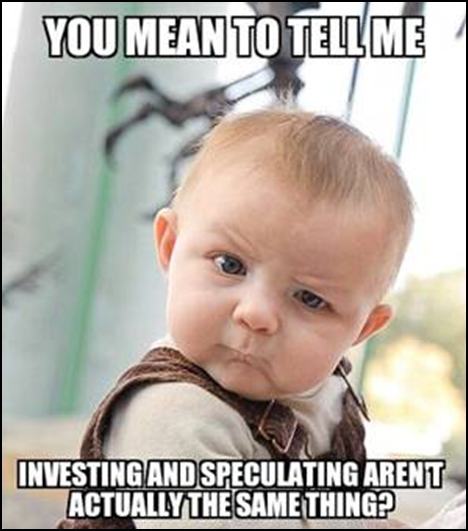 YOU MEAN TO TELL ME
INVESTING AND SPECULATING AREN'T
ACTUALLY THE SAME THING?